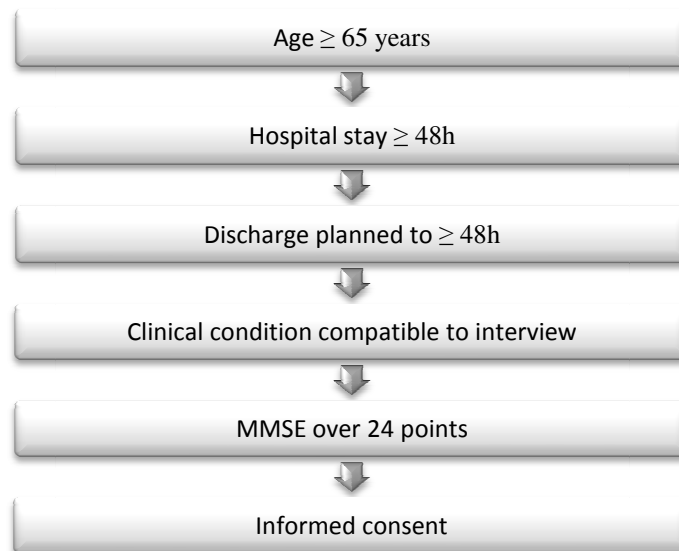 Age ≥ 65 years
Hospital stay ≥ 48h
Discharge planned to ≥ 48h
Clinical condition compatible to interview
MMSE over 24 points
Informed consent